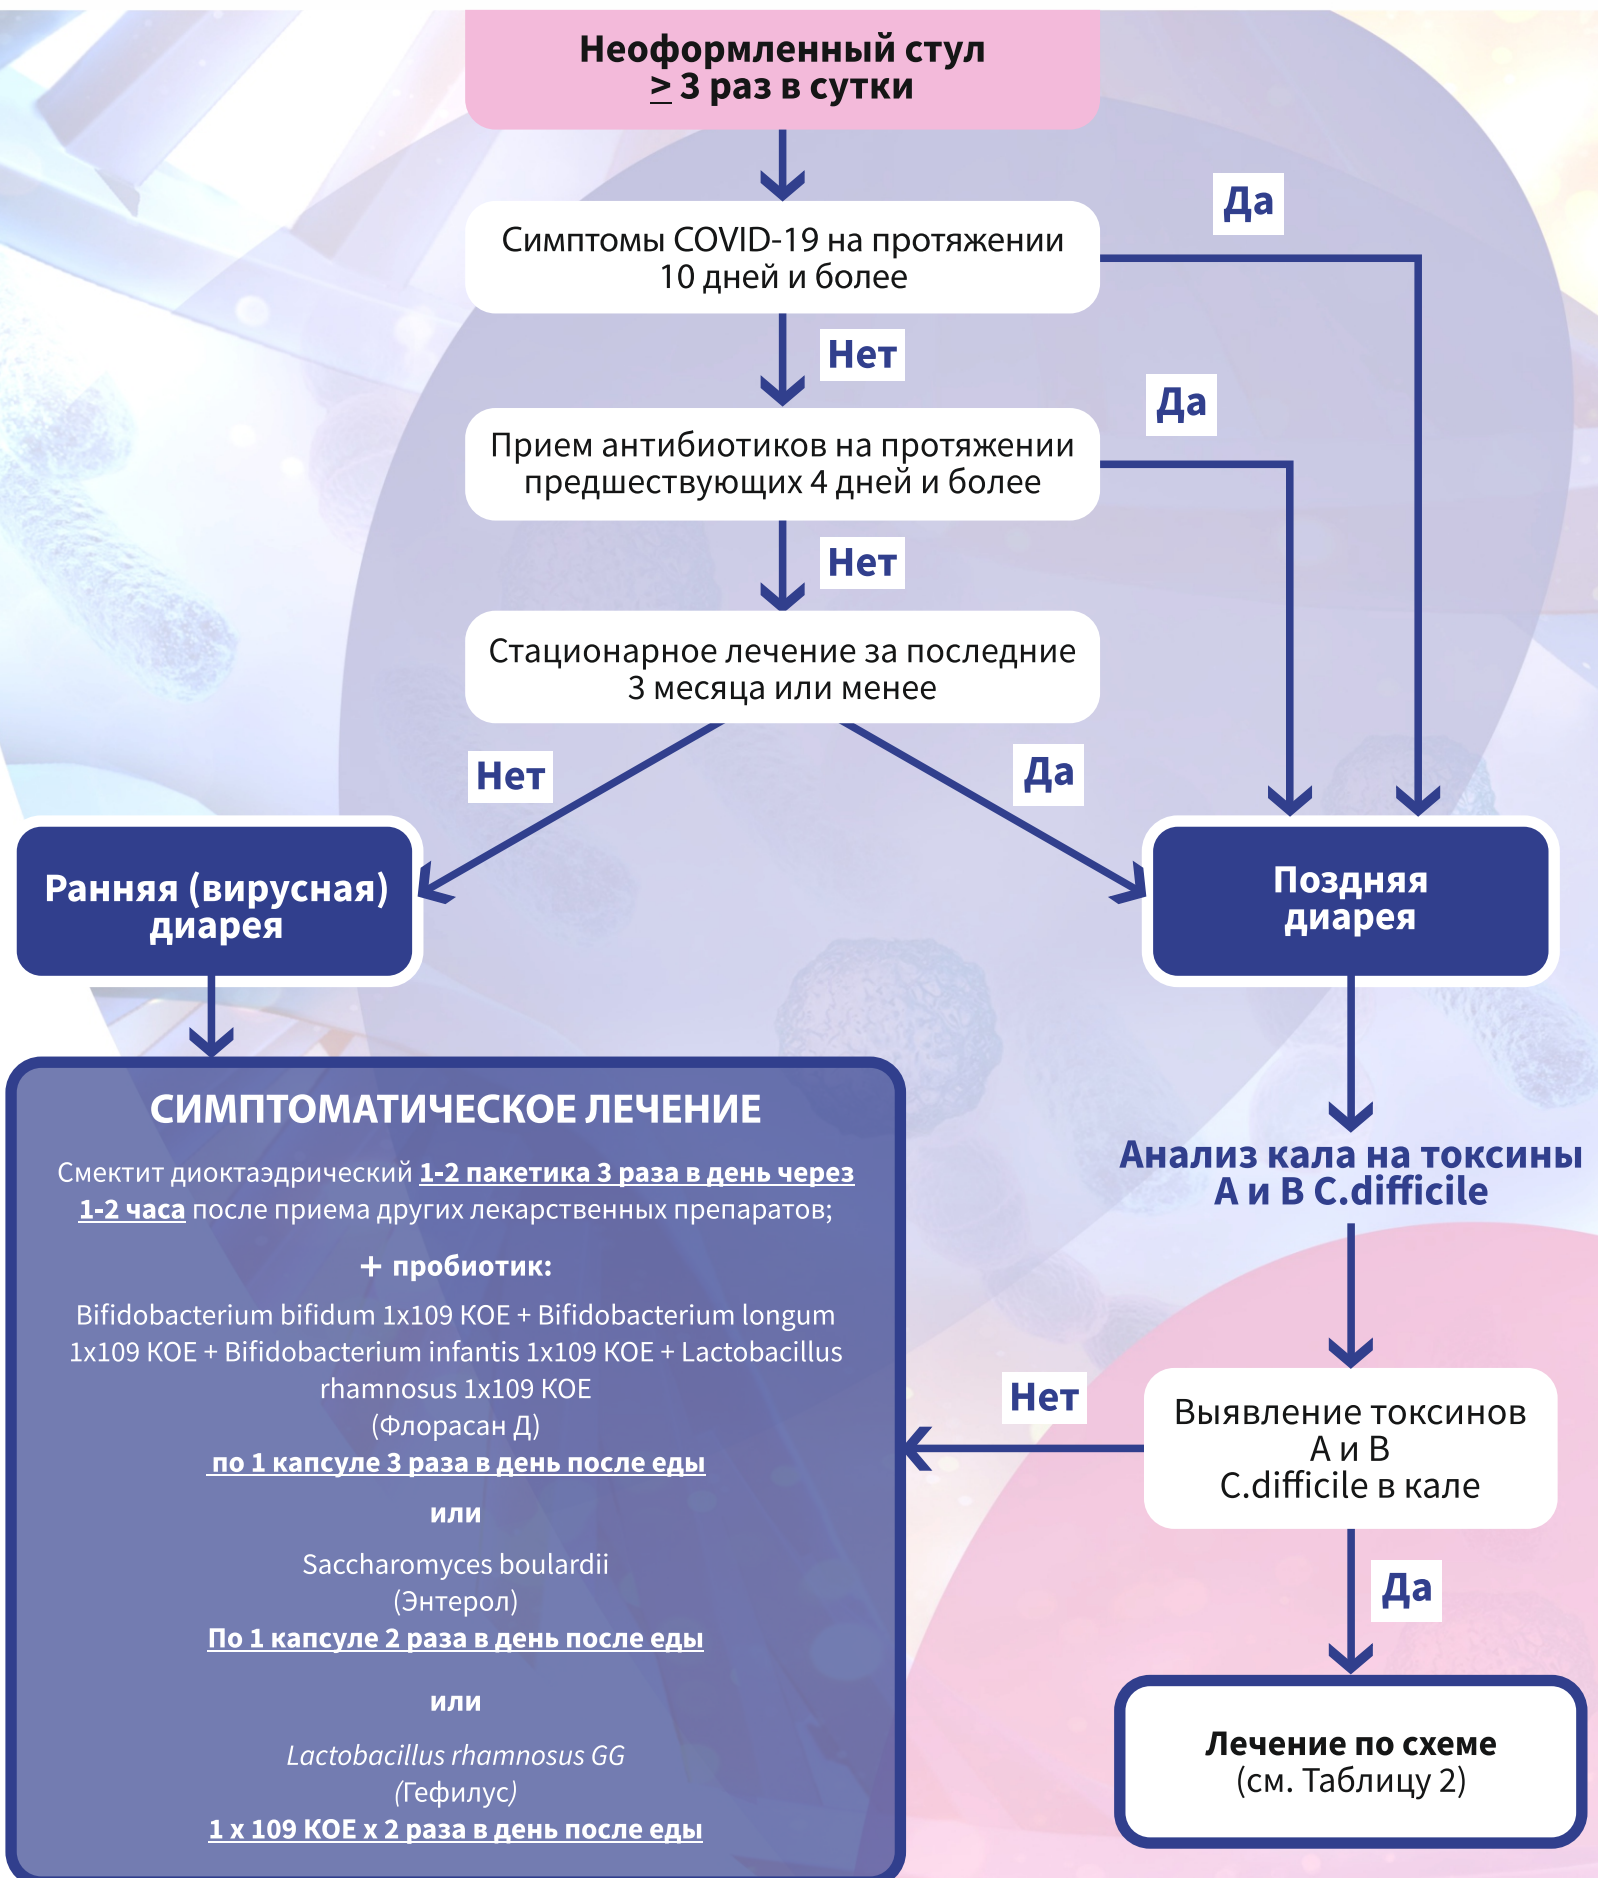 Неоформленный стул
≥ 3 раз в сутки
Да
Симптомы COVID-19 на протяжении
10 дней и более
Нет
Да
Прием антибиотиков на протяжении
предшествующих 4 дней и более
Нет
Стационарное лечение за последние
3 месяца или менее
Нет
Да
Ранняя (вирусная)
диарея
Поздняя
диарея
СИМПТОМАТИЧЕСКОЕ ЛЕЧЕНИЕ
Смектит диоктаэдрический 1-2 пакетика 3 раза в день через
1-2 часа после приема других лекарственных препаратов;
+ пробиотик:
Bifidobacterium bifidum 1x109 КОЕ + Bifidobacterium longum
1x109 КОЕ + Bifidobacterium infantis 1x109 КОЕ + Lactobacillus
rhamnosus 1x109 КОЕ
(Флорасан Д)
по 1 капсуле 3 раза в день после еды
или
Saccharomyces boulardii
(Энтерол)
По 1 капсуле 2 раза в день после еды
или
Lactobacillus rhamnosus GG
(Гефилус)
1 х 109 КОЕ х 2 раза в день после еды
Анализ кала на токсины
А и В C.difficile
Нет
Выявление токсинов
А и В
C.difficile в кале
Да
Лечение по схеме
(см. Таблицу 2)